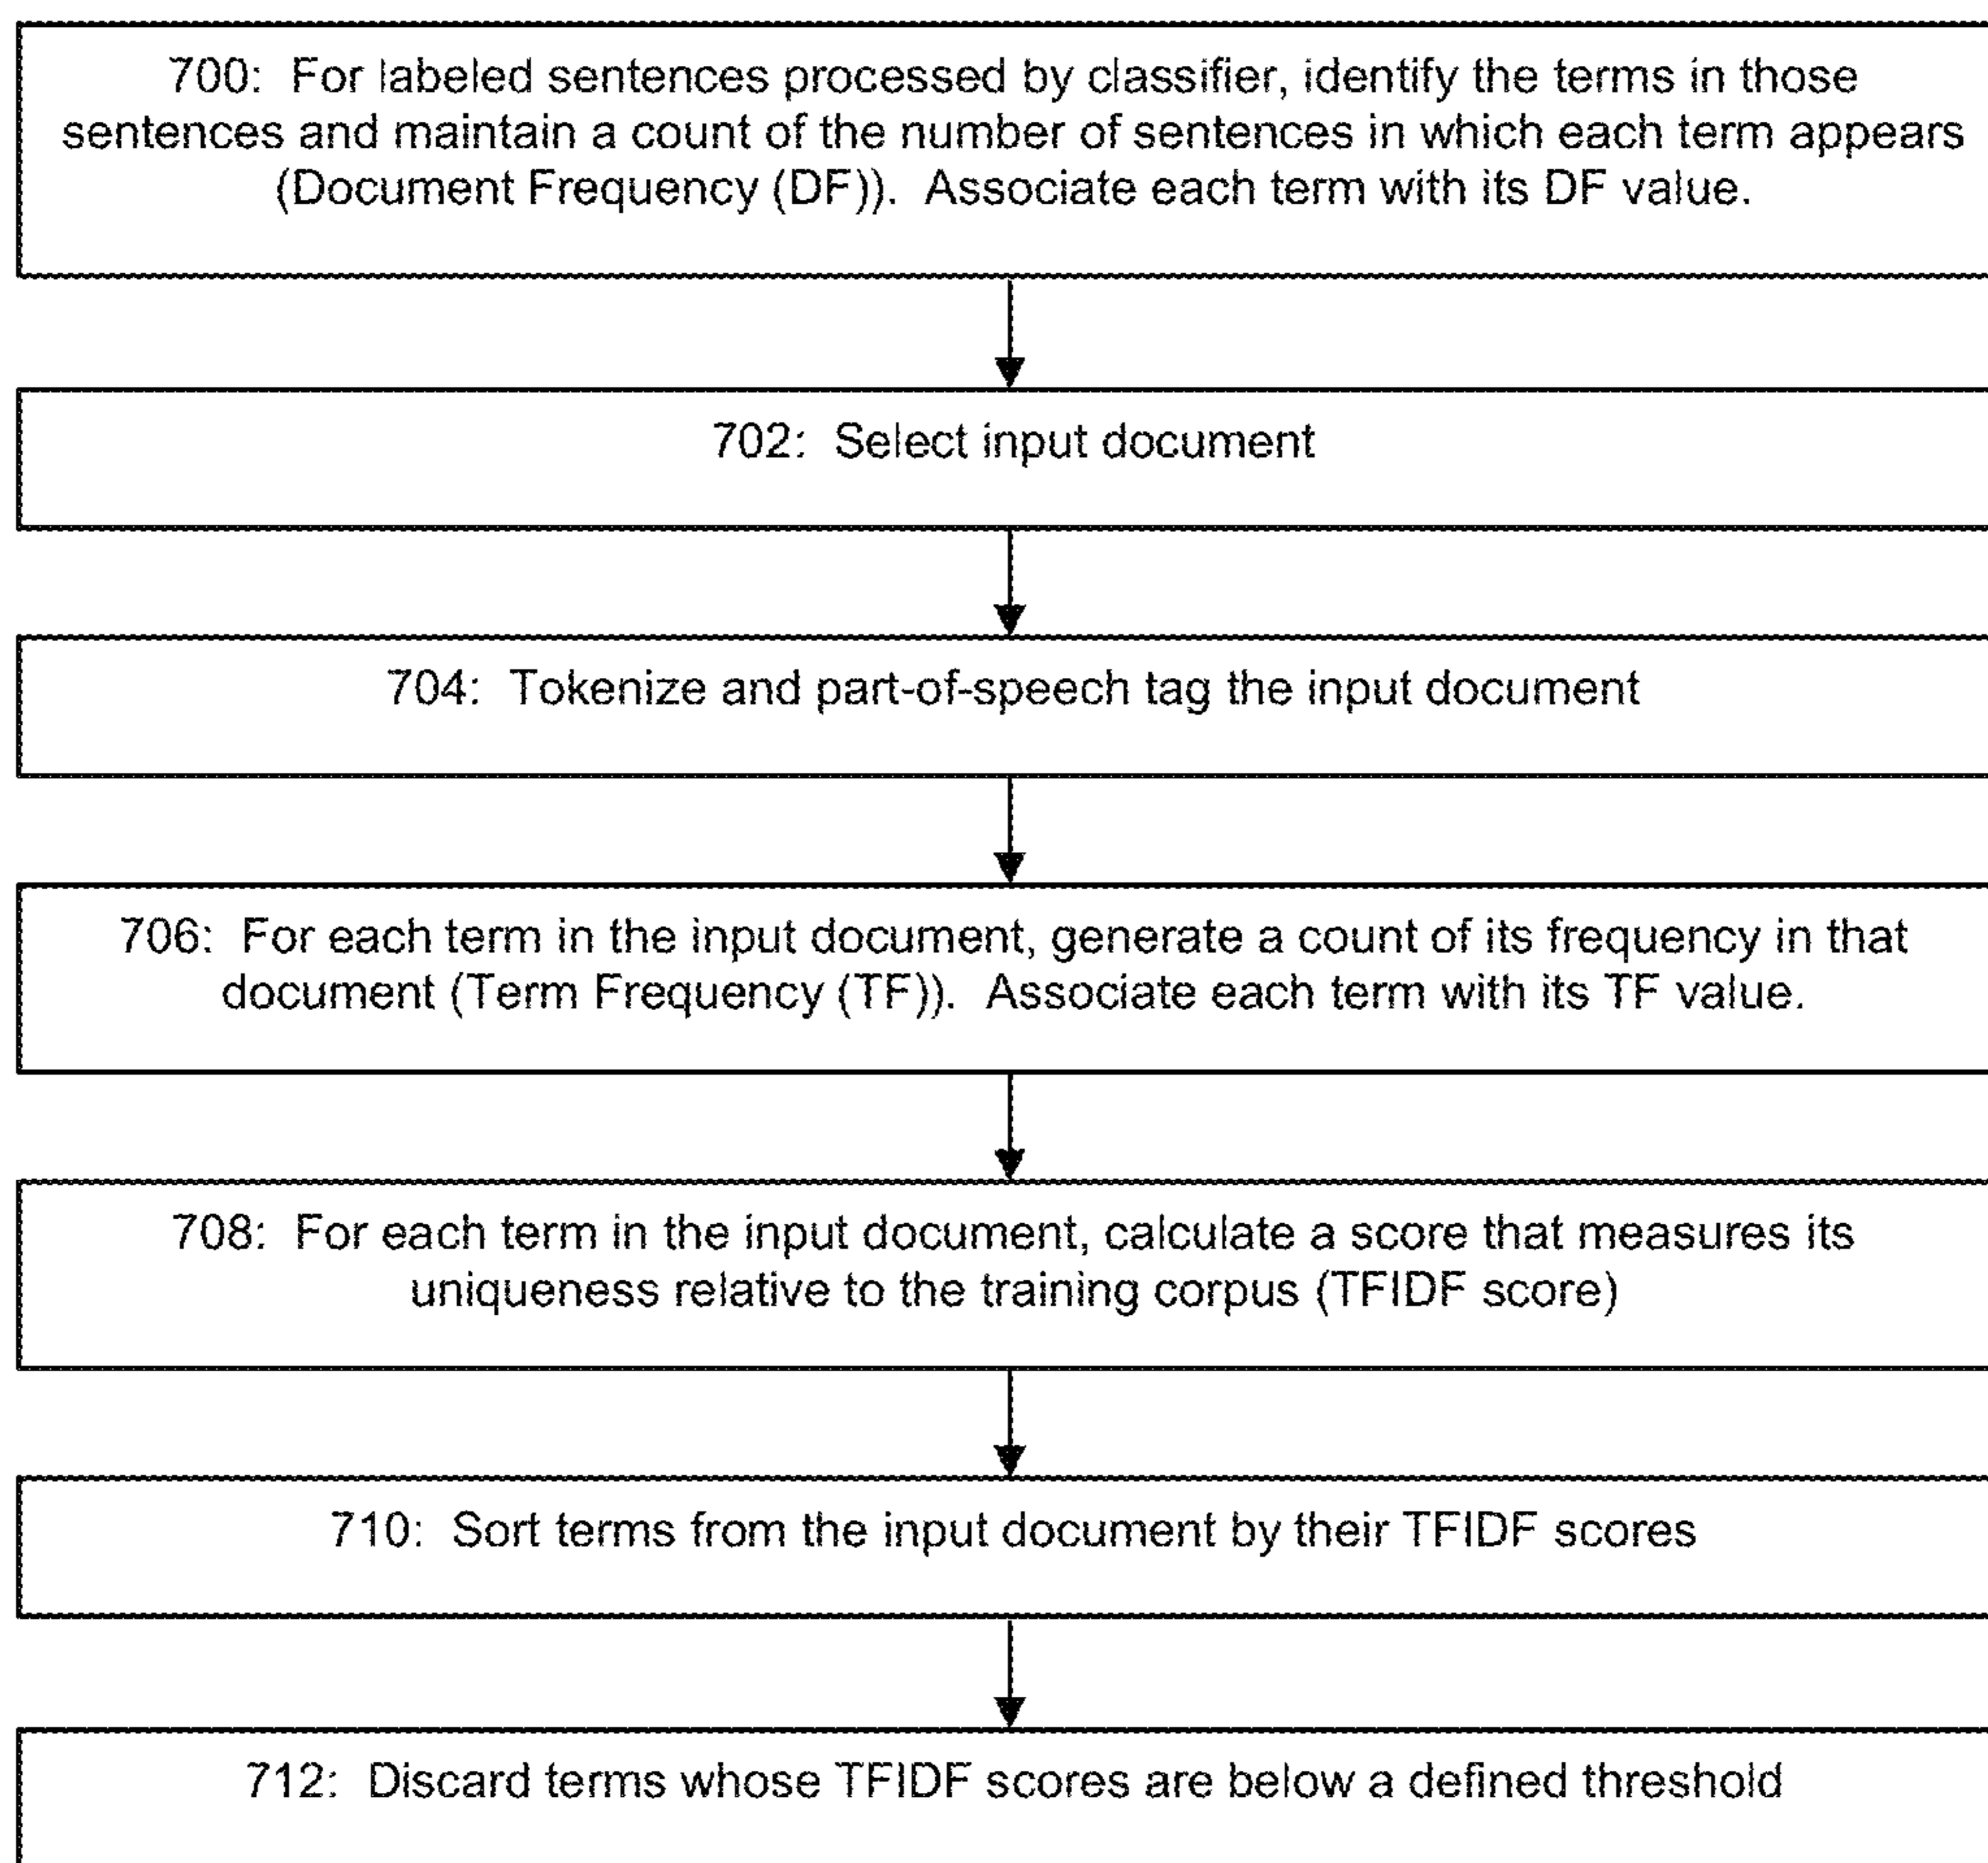 700: For labeled sentences processed by classifier, identify the terms in those
sentences and maintain a count of the number of sentences in which each term appears
(Document Frequency (DF)). Associate each term with its DF value.
702: Select input document
704: Tokenize and part-of-speech tag the input document
706: For each term in the input document, generate a count of its frequency in that
document (Term Frequency (TF)). Associate each term with its TF value.
708: For each term in the input document, calculate a score that measures its
uniqueness relative to the training corpus (TFIDF score)
710: Sort terms from the input document by their TFIDF scores
712: Discard terms whose TFIDF scores are below a defined threshold